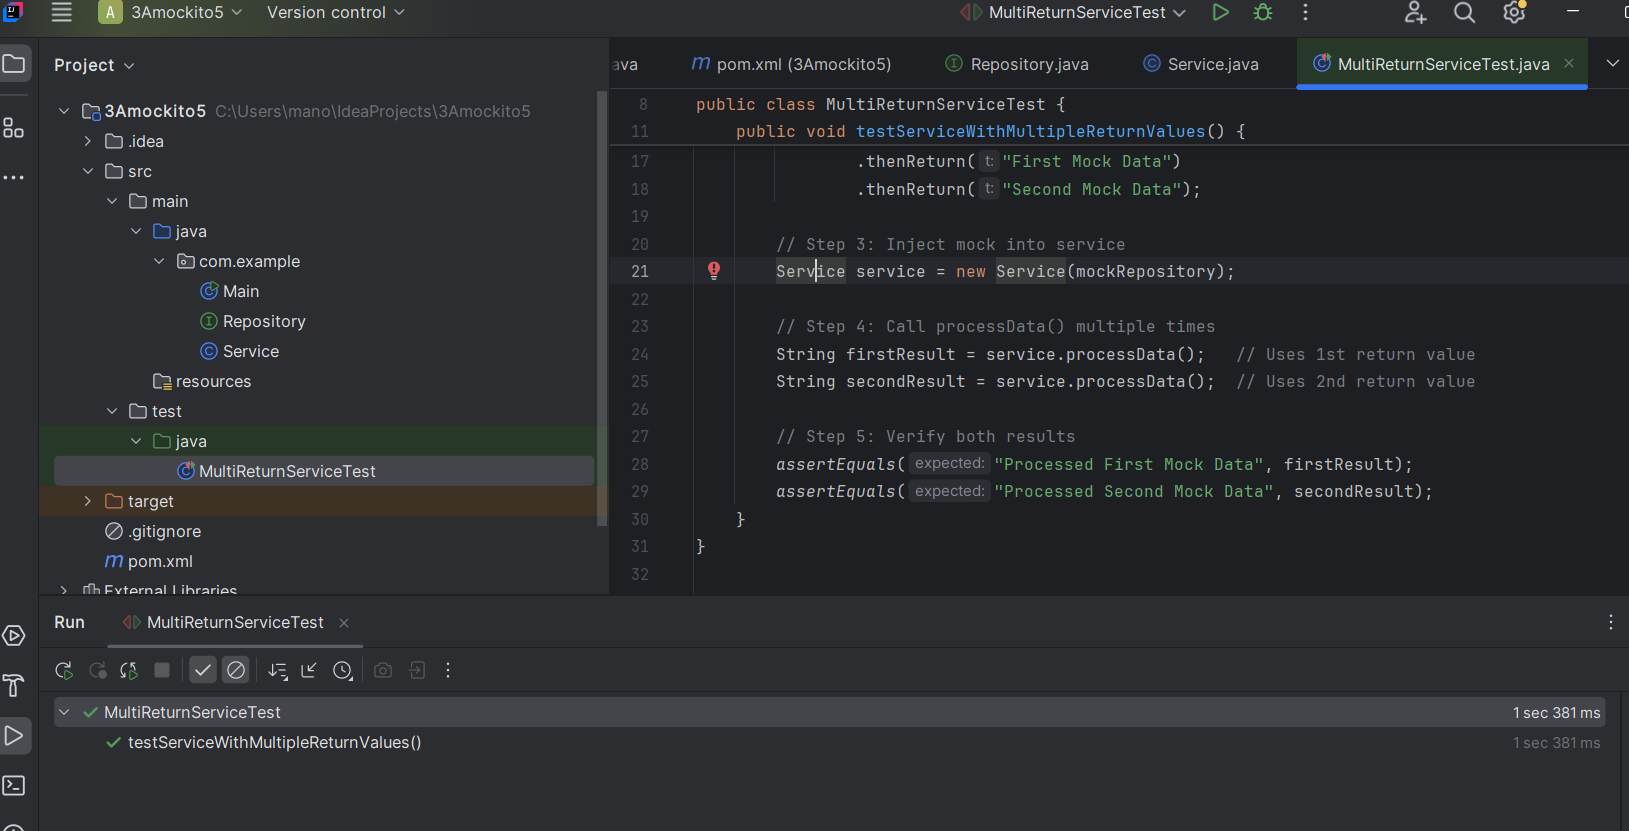 A 3Amockito5 Version control MultiReturnServiceTest
Project
ava pom.xml (3Amockito5) Repository.java Service.java MultiReturnServiceTest.java
3Amockito5 C:\Users\mano\IdeaProjects\3Amockito5
.idea
src
main
java
com.example
Main
Repository
Service
resources
test
java
MultiReturnServiceTest
target
.gitignore
pom.xml
External Libraries
8 public class MultiReturnServiceTest {
11 public void testServiceWithMultipleReturnValues() {
17 .thenReturn( t: "First Mock Data")
18 .thenReturn( t: "Second Mock Data");
19
20 // Step 3: Inject mock into service
21 Service service = new Service(mockRepository);
22
23 // Step 4: Call processData() multiple times
24 String firstResult = service.processData(); // Uses 1st return value
25 String secondResult = service.processData(); // Uses 2nd return value
26
27 // Step 5: Verify both results
28 assertEquals( expected: "Processed First Mock Data", firstResult);
29 assertEquals( expected: "Processed Second Mock Data", secondResult);
30 }
31 }
32
Run MultiReturnServiceTest
MultiReturnServiceTest 1 sec 381 ms
testServiceWithMultipleReturnValues() 1 sec 381 ms